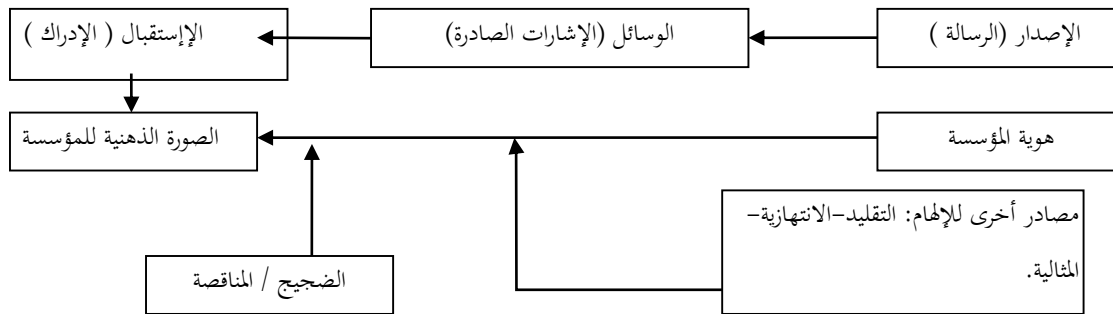 الإصدار (الرسالة )
الوسائل (الإشارات الصادرة)
الإإستقبال ( الإدراك )
هوية المؤسسة
الصورة الذهنية للمؤسسة
مصادر أخرى للإلهام: التقليد-الانتهازية-
المثالية.
الضجيج / المناقصة